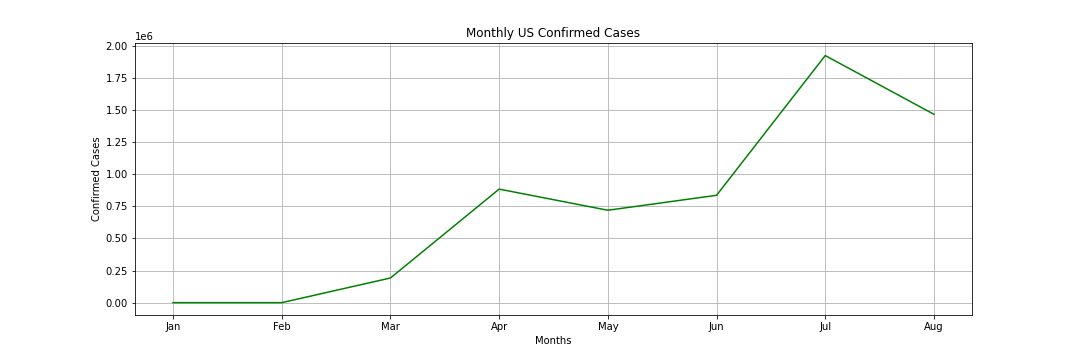 Monthly US Confirmed Cases
1e6
2.00
1.75
1.50
1.25
1.00
0.75
0.50
0.25
0.00
Confirmed Cases
Jan Feb Mar Apr May Jun Jul Aug
Months